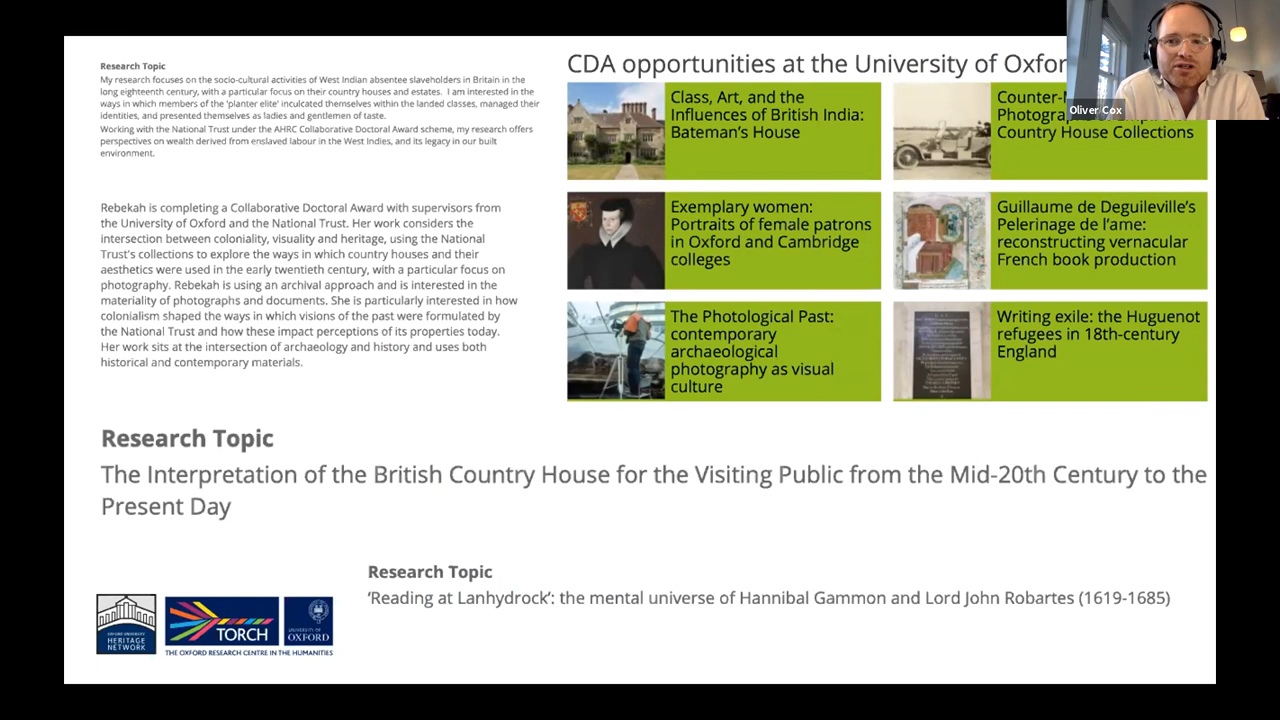 Research Topic
My research focuses on the socio-cultural activities of West Indian absentee slaveholders in Britain in the
long eighteenth century, with a particular focus on their country houses and estates. I am interested in the
ways in which members of the 'planter elite' inculcated themselves within the landed classes, managed their
identities, and presented themselves as ladies and gentlemen of taste.
Working with the National Trust under the AHRC Collaborative Doctoral Award scheme, my research offers
perspectives on wealth derived from enslaved labour in the West Indies, and its legacy in our built
environment.
Rebekah is completing a Collaborative Doctoral Award with supervisors from
the University of Oxford and the National Trust. Her work considers the
intersection between coloniality, visuality and heritage, using the National
Trust's collections to explore the ways in which country houses and their
aesthetics were used in the early twentieth century, with a particular focus on
photography. Rebekah is using an archival approach and is interested in the
materiality of photographs and documents. She is particularly interested in how
colonialism shaped the ways in which visions of the past were formulated by
the National Trust and how these impact perceptions of its properties today.
Her work sits at the intersection of archaeology and history and uses both
historical and contemporary materials.
CDA opportunities at the University of Oxfor
Class, Art, and the
Influences of British India:
Bateman's House
Counter-
Photograp
Country House Collections
Oliver Cox
Exemplary women:
Portraits of female patrons
in Oxford and Cambridge
colleges
Guillaume de Deguileville's
Pelerinage de l'ame:
reconstructing vernacular
French book production
The Photological Past:
contemporary
archaeological
photography as visual
culture
Writing exile: the Huguenot
refugees in 18th-century
England
Research Topic
The Interpretation of the British Country House for the Visiting Public from the Mid-20th Century to the
Present Day
Research Topic
'Reading at Lanhydrock': the mental universe of Hannibal Gammon and Lord John Robartes (1619-1685)
OXFORD UNIVERSITY
HERITAGE
NETWORK
TORCH
UNIVERSITY OF
OXFORD
THE OXFORD RESEARCH CENTRE IN THE HUMANITIES